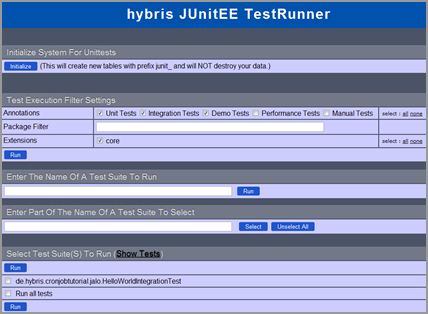 hybris JUnitEE TestRunner
Initialize System For Unittests
Initialize (This will create new tables with prefix junit_ and will NOT destroy your data.)
Test Execution Filter Settings
Annotations Unit Tests Integration Tests Demo Tests Performance Tests Manual Tests select : all none
Package Filter
Extensions core select : all none
Run
Enter The Name Of A Test Suite To Run
Run
Enter Part Of The Name Of A Test Suite To Select
Select Unselect All
Select Test Suite(S) To Run (Show Tests)
Run
de.hybris.cronjobtutorial.jalo.HelloWorldIntegrationTest
Run all tests
Run